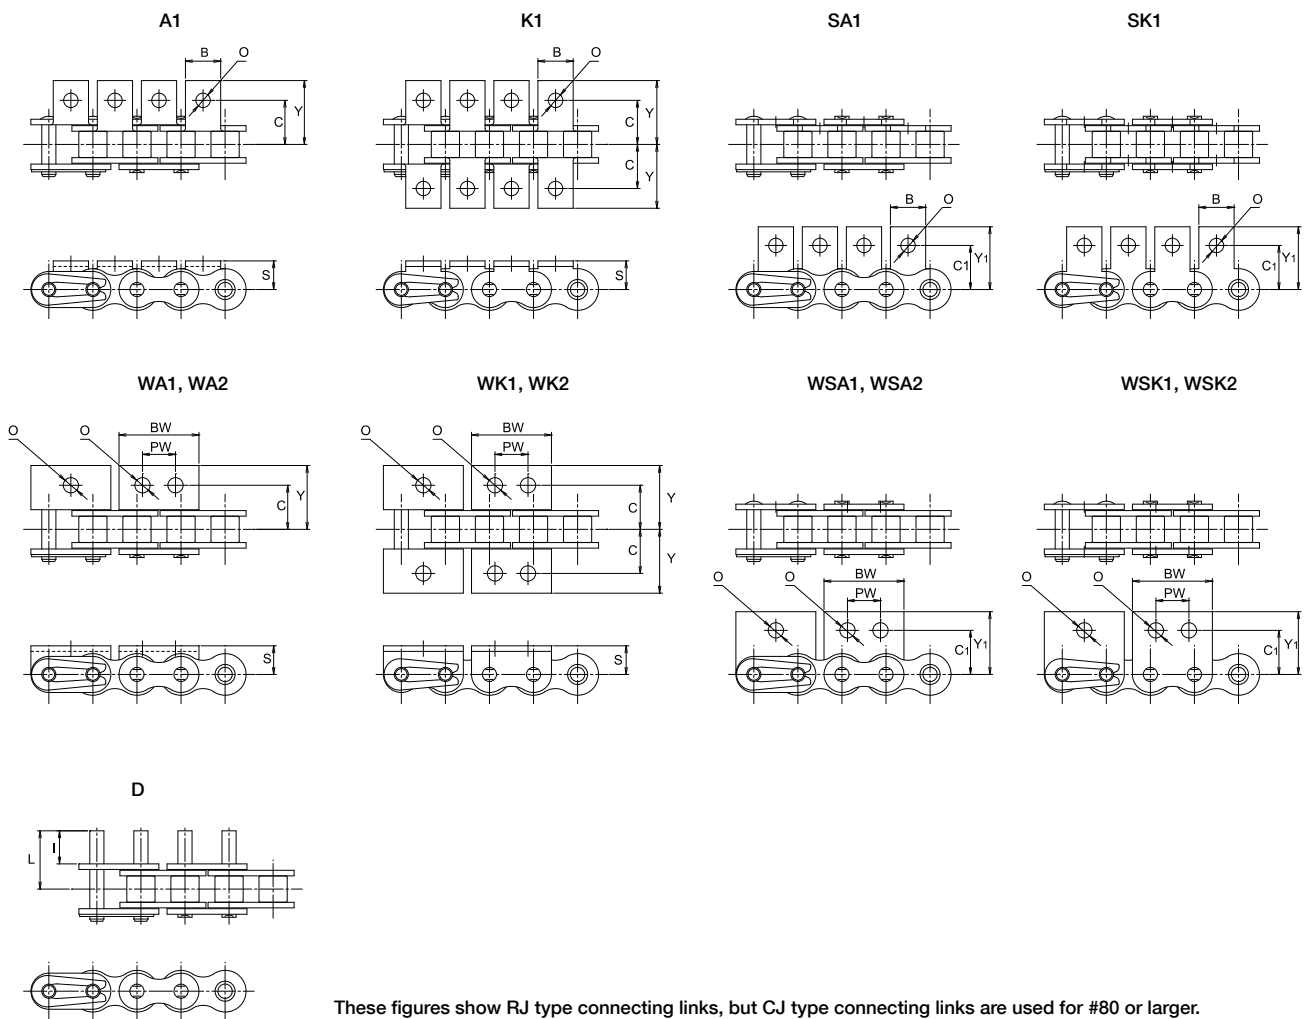 A1
K1
SA1
SK1
B
O
C
Y
S
B
O
C
Y
C
Y
S
B
O
C1
Y1
B
O
C1
Y1
WA1, WA2
WK1, WK2
WSA1, WSA2
WSK1, WSK2
O
O
BW
PW
C
Y
S
O
O
BW
PW
C
Y
C
Y
S
O
O
BW
PW
C1
Y1
O
O
BW
PW
C1
Y1
D
L
I
These figures show RJ type connecting links, but CJ type connecting links are used for #80 or larger.